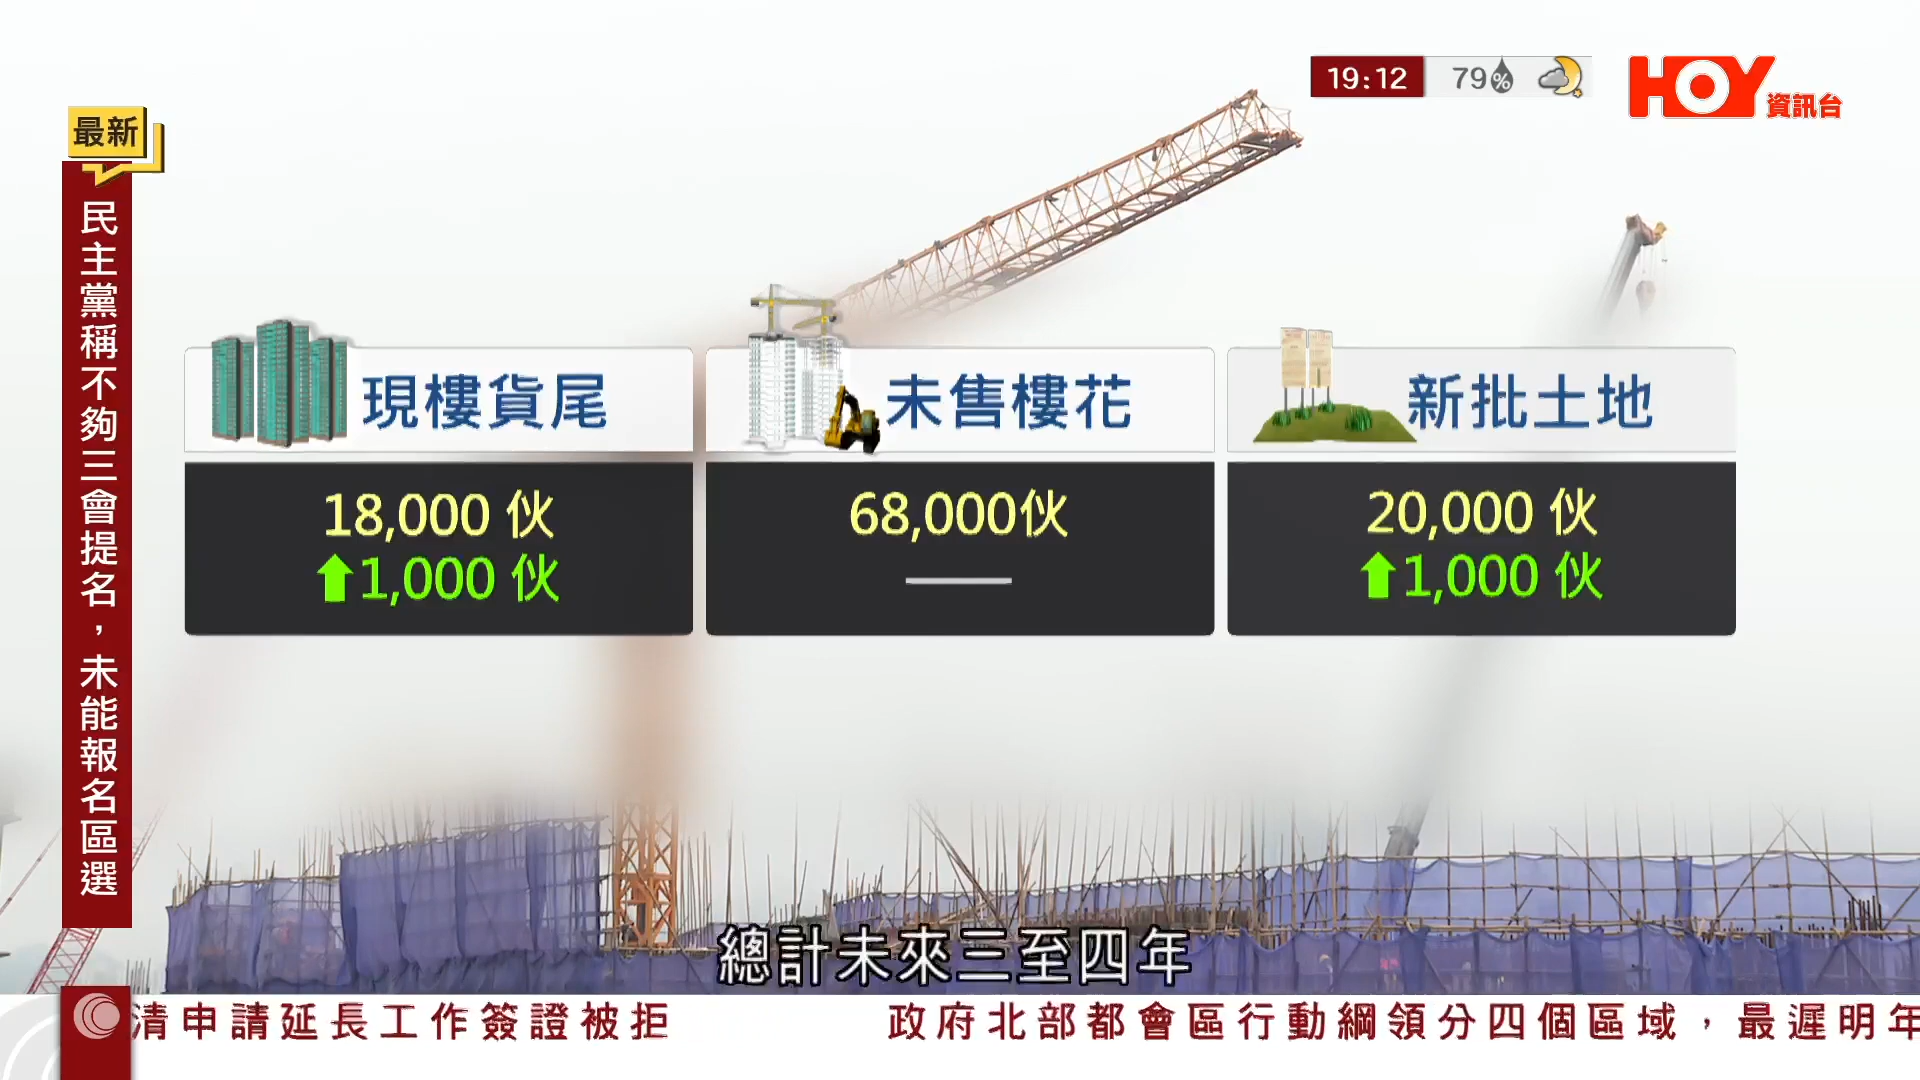 19:12 79%
HOY 資訊台
最新
民主黨稱不夠三會提名，未能報名區選
現樓貨尾
18,000 伙
1,000 伙
未售樓花
68,000伙
新批土地
20,000 伙
1,000 伙
總計未來三至四年
清申請延長工作簽證被拒 政府北部都會區行動綱領分四個區域，最遲明年